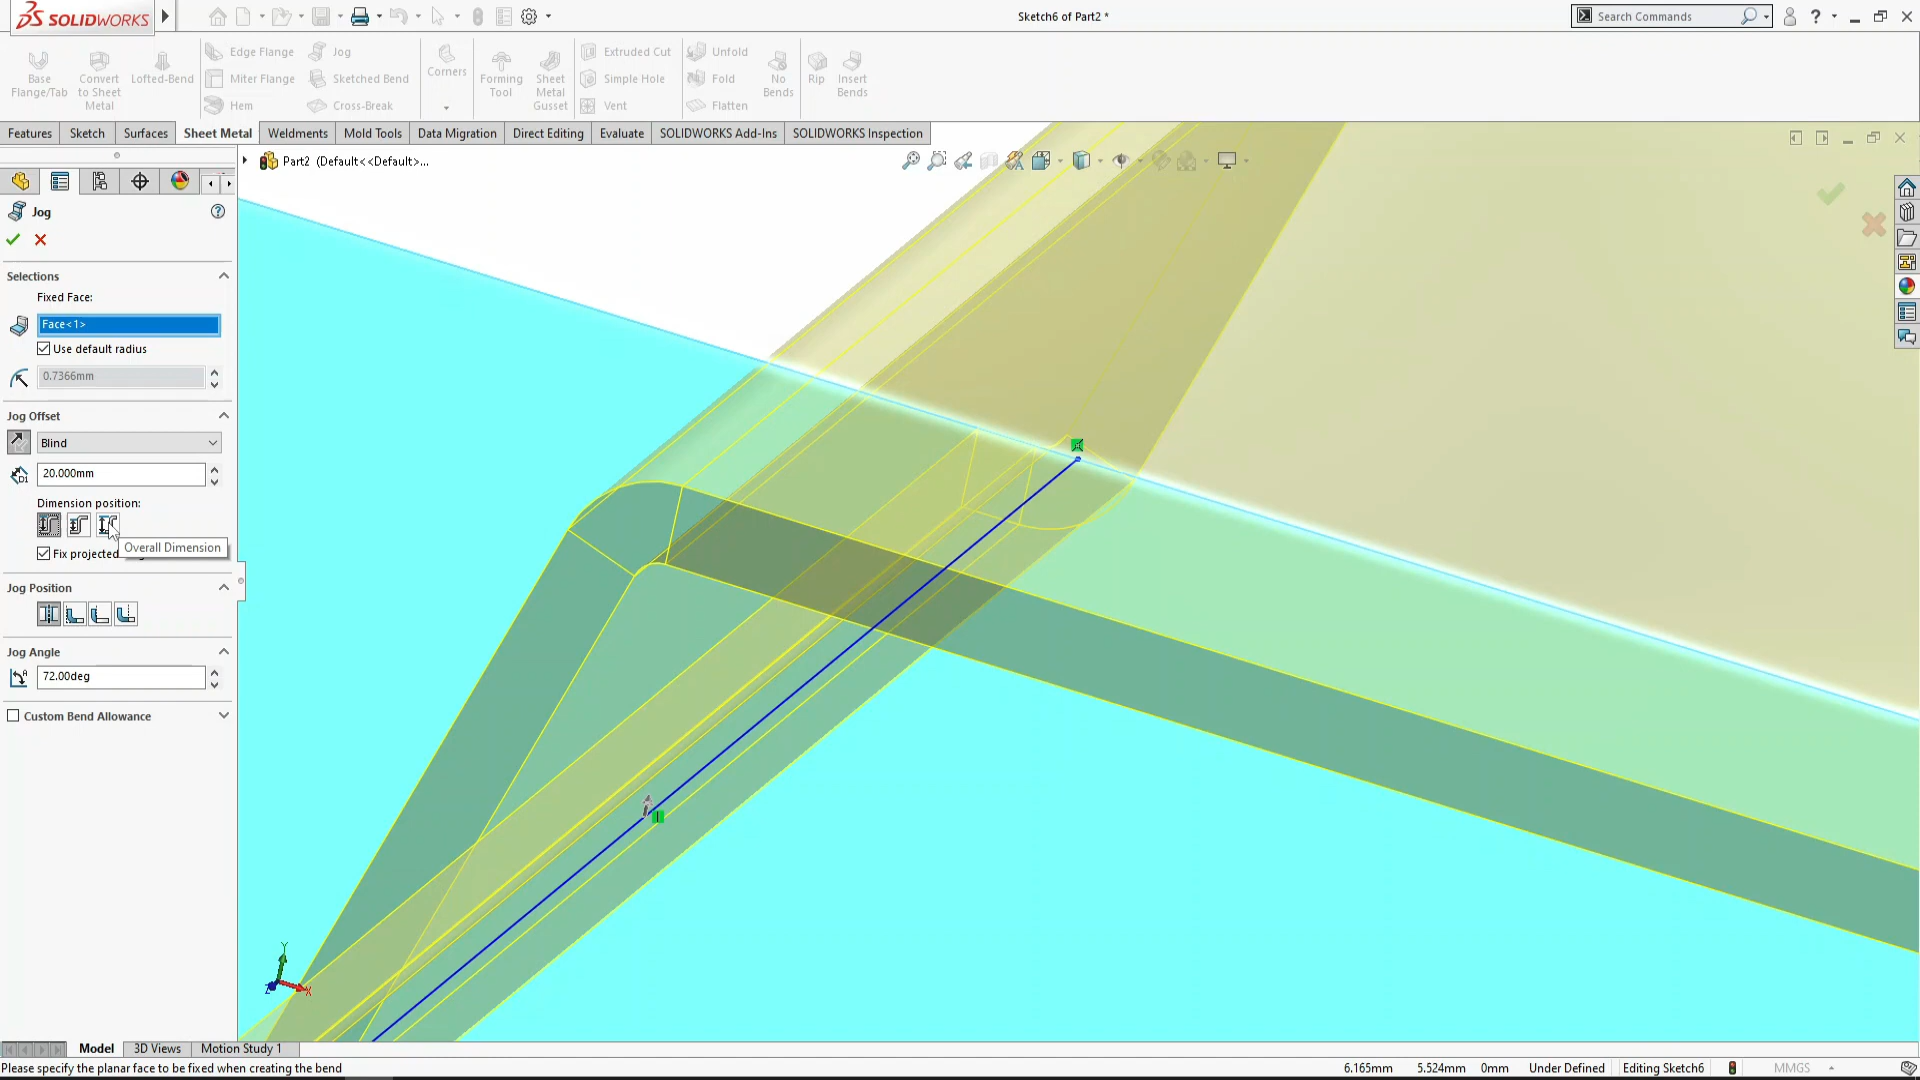 SOLIDWORKS
Sketch6 of Part2 *
Search Commands
?
Base Flange/Tab
Convert to Sheet Metal
Lofted-Bend
Edge Flange
Miter Flange
Hem
Jog
Sketched Bend
Cross-Break
Corners
Forming Tool
Sheet Metal Gusset
Extruded Cut
Simple Hole
Vent
Unfold
Fold
Flatten
No Bends
Rip
Insert Bends
Features
Sketch
Surfaces
Sheet Metal
Weldments
Mold Tools
Data Migration
Direct Editing
Evaluate
SOLIDWORKS Add-Ins
SOLIDWORKS Inspection
Part2 (Default<<Default>...
Jog
?
Selections
Fixed Face:
Face<1>
Use default radius
0.7366mm
Jog Offset
Blind
20.000mm
Dimension position:
Overall Dimension
Fix projected
Jog Position
Jog Angle
72.00deg
Custom Bend Allowance
Y
X
Z
Model
3D Views
Motion Study 1
Please specify the planar face to be fixed when creating the bend
6.165mm
5.524mm
0mm
Under Defined
Editing Sketch6
MMGS